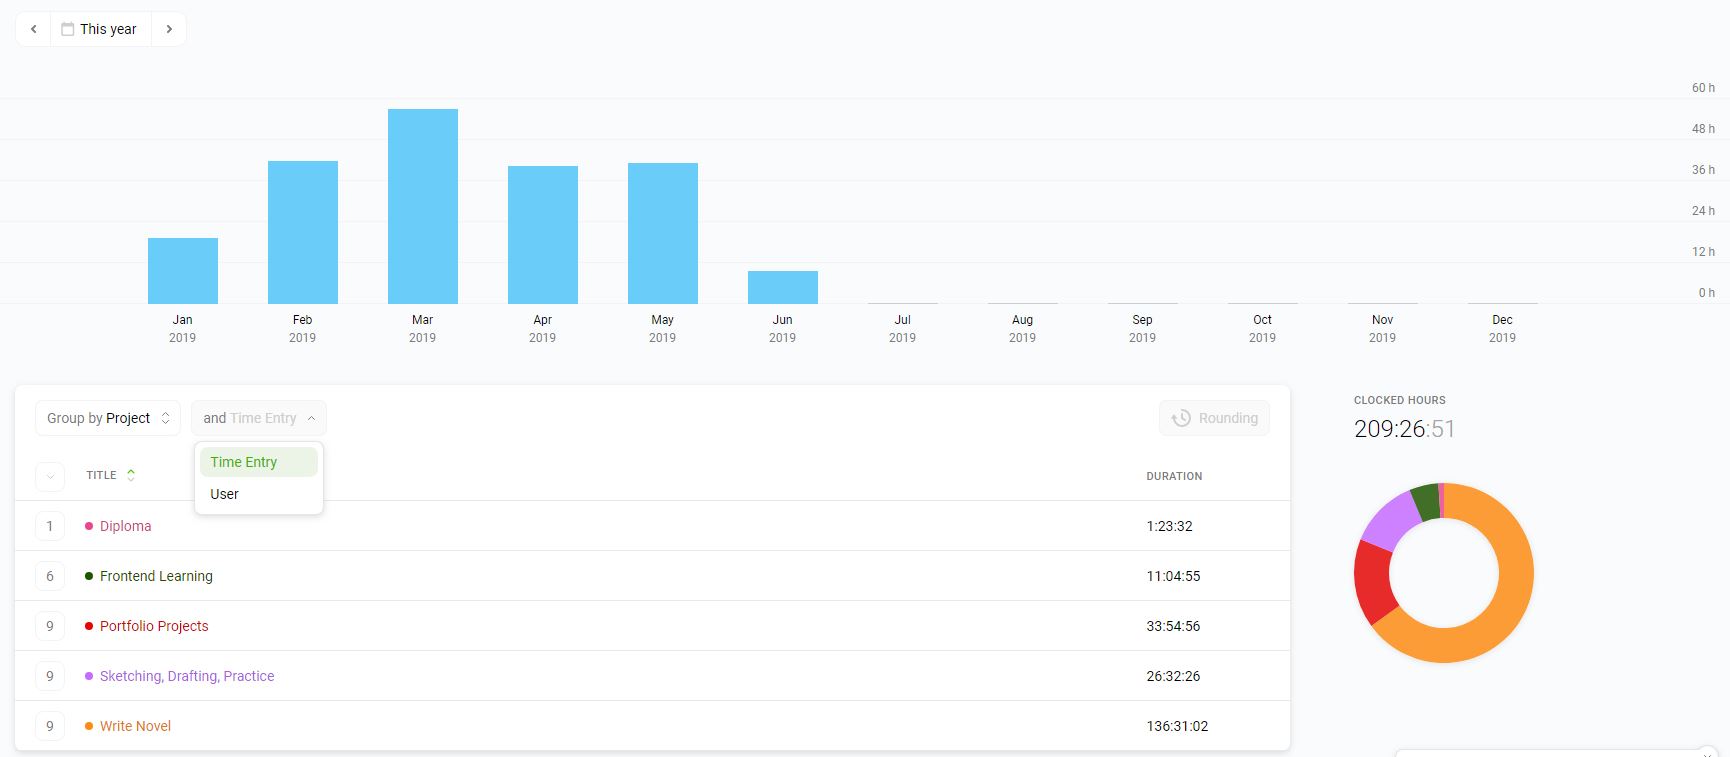 This year
60 h
48 h
36 h
24 h
12 h
0 h
Jan Feb Mar Apr May Jun Jul Aug Sep Oct Nov Dec
2019 2019 2019 2019 2019 2019 2019 2019 2019 2019 2019 2019
Group by Project and Time Entry Rounding
Time Entry
User
TITLE DURATION
1 Diploma 1:23:32
6 Frontend Learning 11:04:55
9 Portfolio Projects 33:54:56
9 Sketching, Drafting, Practice 26:32:26
9 Write Novel 136:31:02
CLOCKED HOURS
209:26:51